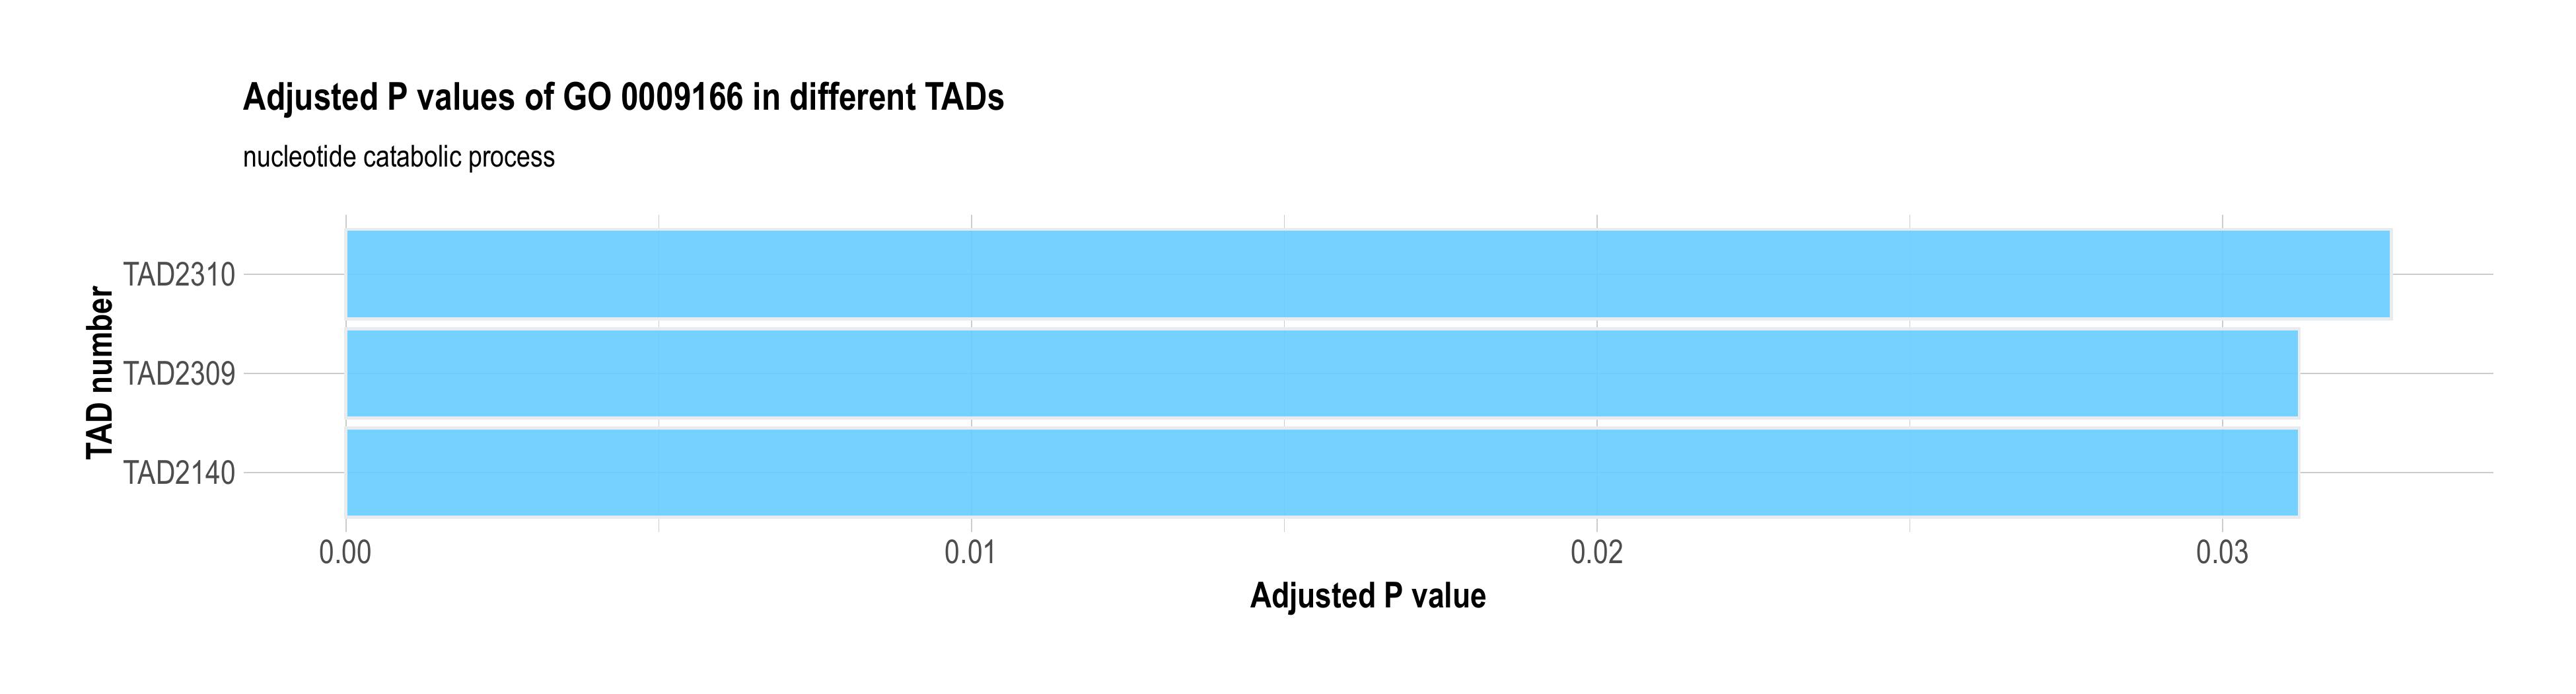 Adjusted P values of GO 0009166 in different TADs
nucleotide catabolic process
TAD number
TAD2310
TAD2309
TAD2140
0.00 0.01 0.02 0.03
Adjusted P value